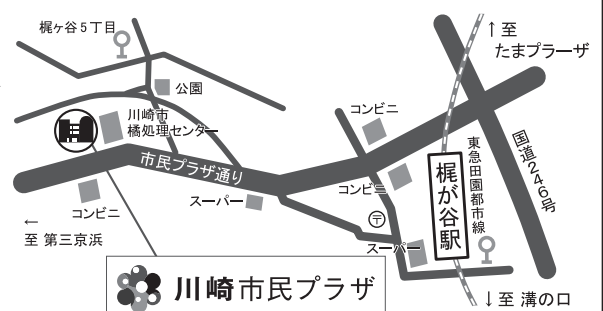 梶ヶ谷5丁目
↑至
たまプラーザ
公園
川崎市
橘処理センター
コンビニ
国道246号
東急田園都市線
市民プラザ通り
コンビニ
梶が谷駅
コンビニ
スーパー
〒
←
至 第三京浜
スーパー
川崎市民プラザ
↓至 溝の口